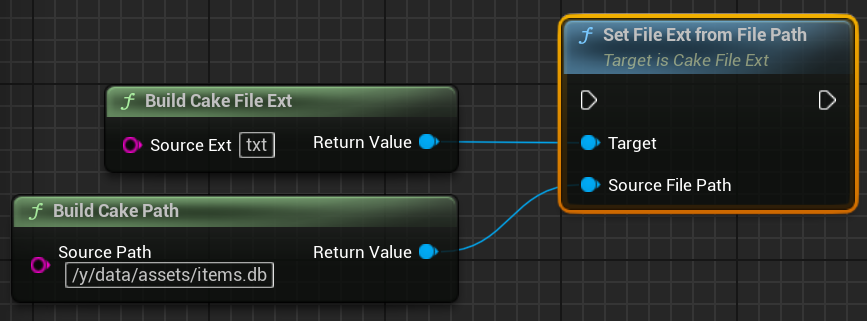 Set File Ext from File Path
Target is Cake File Ext
Build Cake File Ext
Source Ext txt Return Value
Target
Source File Path
Build Cake Path
Source Path Return Value
/y/data/assets/items.db